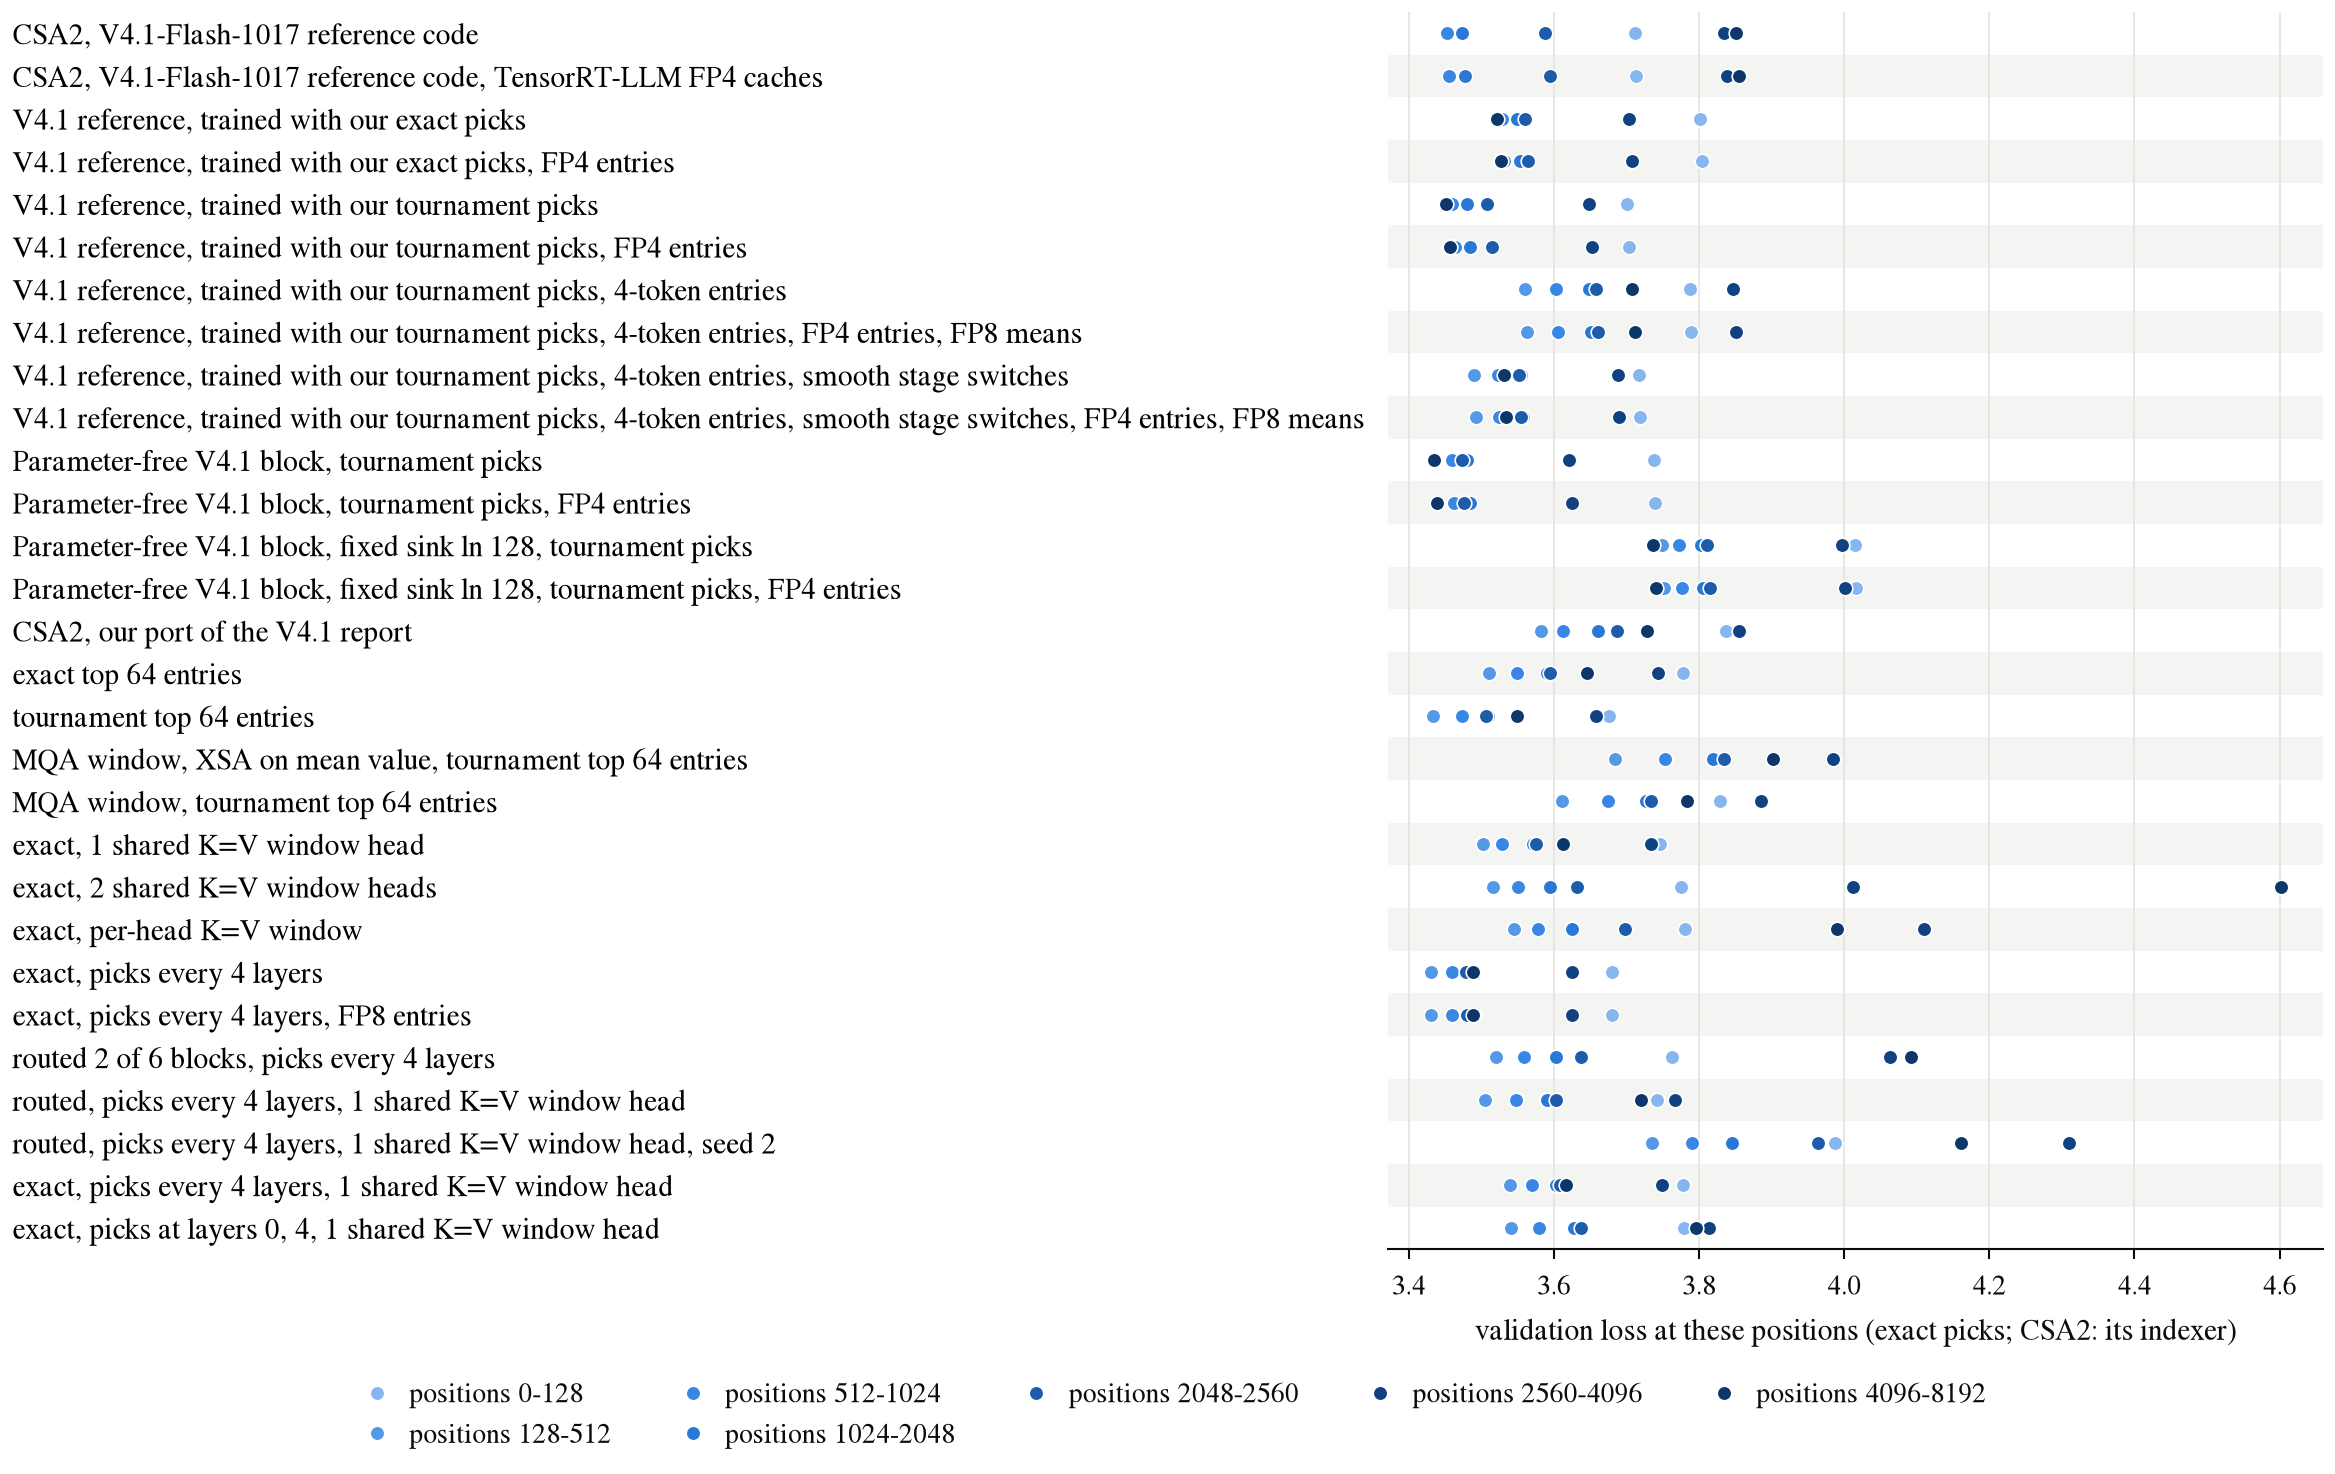 CSA2, V4.1-Flash-1017 reference code
CSA2, V4.1-Flash-1017 reference code, TensorRT-LLM FP4 caches
V4.1 reference, trained with our exact picks
V4.1 reference, trained with our exact picks, FP4 entries
V4.1 reference, trained with our tournament picks
V4.1 reference, trained with our tournament picks, FP4 entries
V4.1 reference, trained with our tournament picks, 4-token entries
V4.1 reference, trained with our tournament picks, 4-token entries, FP4 entries, FP8 means
V4.1 reference, trained with our tournament picks, 4-token entries, smooth stage switches
V4.1 reference, trained with our tournament picks, 4-token entries, smooth stage switches, FP4 entries, FP8 means
Parameter-free V4.1 block, tournament picks
Parameter-free V4.1 block, tournament picks, FP4 entries
Parameter-free V4.1 block, fixed sink ln 128, tournament picks
Parameter-free V4.1 block, fixed sink ln 128, tournament picks, FP4 entries
CSA2, our port of the V4.1 report
exact top 64 entries
tournament top 64 entries
MQA window, XSA on mean value, tournament top 64 entries
MQA window, tournament top 64 entries
exact, 1 shared K=V window head
exact, 2 shared K=V window heads
exact, per-head K=V window
exact, picks every 4 layers
exact, picks every 4 layers, FP8 entries
routed 2 of 6 blocks, picks every 4 layers
routed, picks every 4 layers, 1 shared K=V window head
routed, picks every 4 layers, 1 shared K=V window head, seed 2
exact, picks every 4 layers, 1 shared K=V window head
exact, picks at layers 0, 4, 1 shared K=V window head
3.4 3.6 3.8 4.0 4.2 4.4 4.6
validation loss at these positions (exact picks; CSA2: its indexer)
positions 0-128 positions 512-1024 positions 2048-2560 positions 2560-4096 positions 4096-8192
positions 128-512 positions 1024-2048